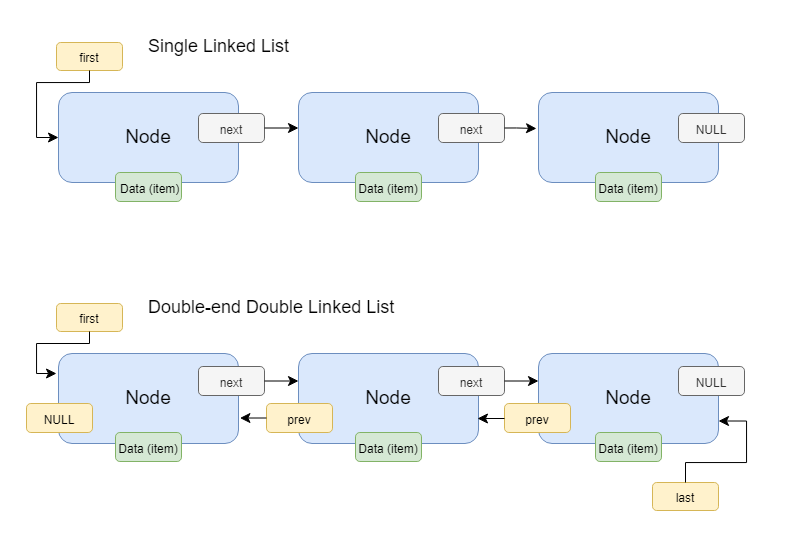 Single Linked List
first
Node
next
Node
next
Node
NULL
Data (item)
Data (item)
Data (item)
Double-end Double Linked List
first
Node
next
Node
next
Node
NULL
NULL
prev
prev
Data (item)
Data (item)
Data (item)
last